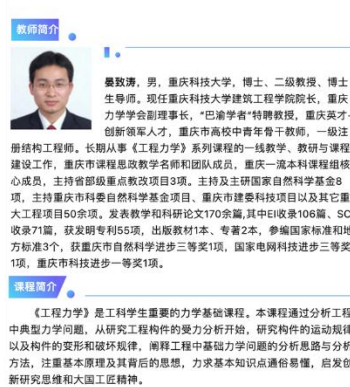 教师简介
晏致涛，男，重庆科技大学，博士、二级教授、博士
生导师。现任重庆科技大学建筑工程学院院长，重庆
力学学会副理事长，“巴渝学者”特聘教授，重庆英才·
创新领军人才，重庆市高校中青年骨干教师，一级注
册结构工程师。长期从事《工程力学》系列课程的一线教学、教研与课程
建设工作，重庆市课程思政教学名师和团队成员，重庆一流本科课程组核
心成员，主持省部级重点教改项目3项。主持及主研国家自然科学基金8
项，主持重庆市科委自然科学基金项目、重庆市建委科技项目以及其它重
大工程项目50余项。发表教学和科研论文170余篇,其中EI收录106篇、SC
收录71篇，获发明专利55项，出版教材1本、专著2本，参编国家标准和地
方标准3个，获重庆市自然科学进步三等奖1项，国家电网科技进步三等奖
1项，重庆市科技进步一等奖1项。
课程简介
《工程力学》是工科学生重要的力学基础课程。本课程通过分析工程
中典型力学问题，从研究工程构件的受力分析开始，研究构件的运动规律
以及构件的变形和破坏规律，阐释工程中基础力学问题的分析思路与分析
方法，注重基本原理及其背后的思想，力求基本知识点通俗易懂，启发创
新研究思维和大国工匠精神。